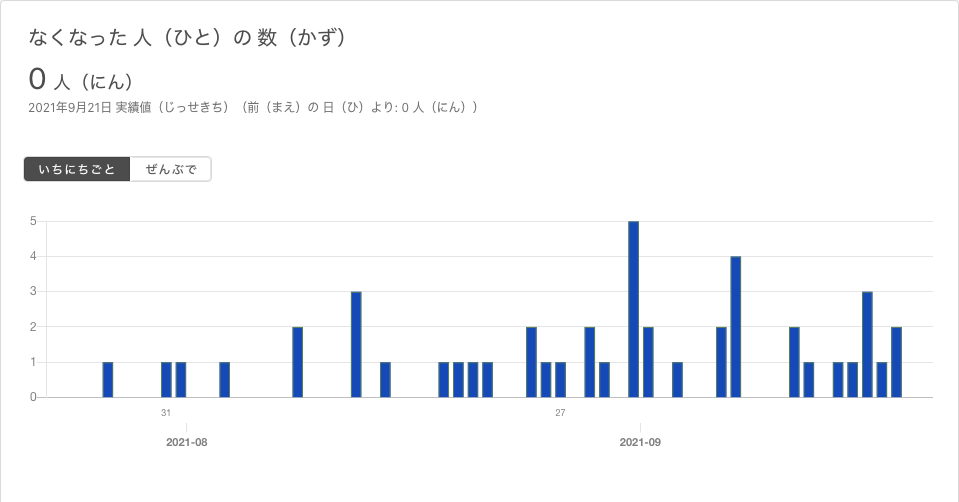 なくなった 人（ひと）の 数（かず）
0 人（にん）
2021年9月21日 実績値（じっせきち）（前（まえ）の 日（ひ）より: 0 人（にん））
いちにちごと ぜんぶで
5
4
3
2
1
0
31 27
2021-08 2021-09